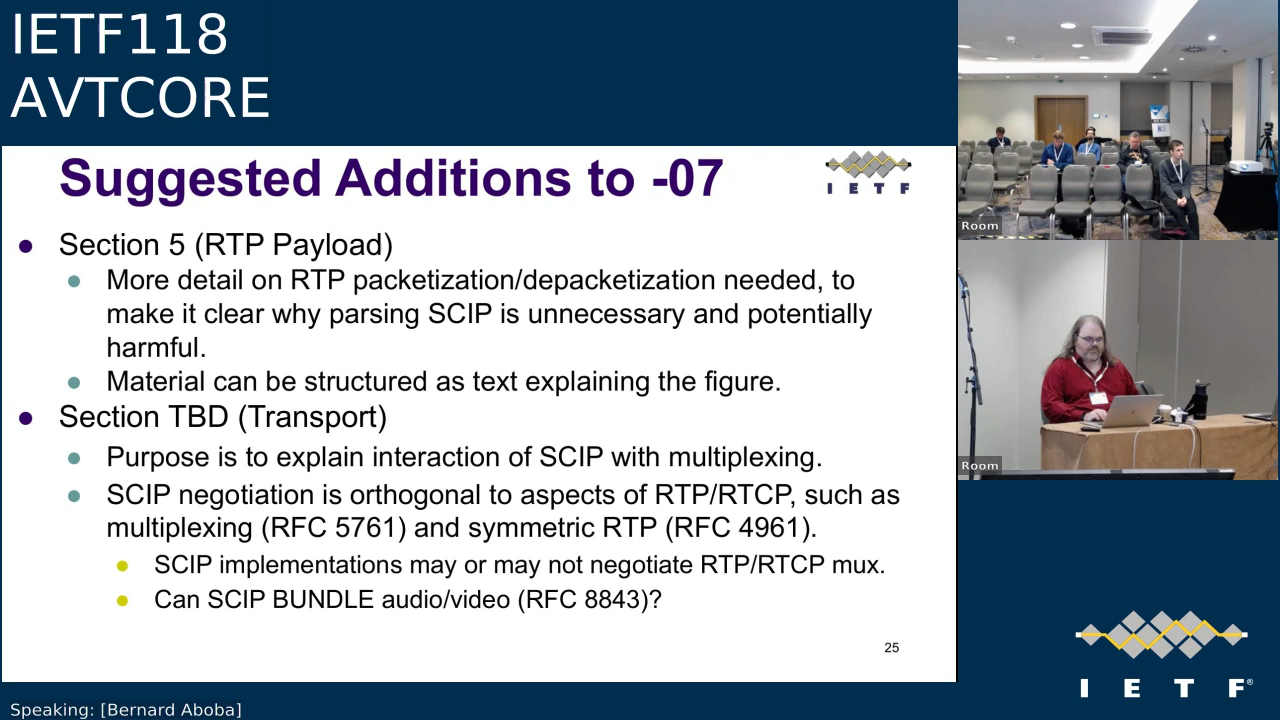 IETF118
AVTCORE
Suggested Additions to -07
I E T F
● Section 5 (RTP Payload)
● More detail on RTP packetization/depacketization needed, to
make it clear why parsing SCIP is unnecessary and potentially
harmful.
● Material can be structured as text explaining the figure.
● Section TBD (Transport)
● Purpose is to explain interaction of SCIP with multiplexing.
● SCIP negotiation is orthogonal to aspects of RTP/RTCP, such as
multiplexing (RFC 5761) and symmetric RTP (RFC 4961).
● SCIP implementations may or may not negotiate RTP/RTCP mux.
● Can SCIP BUNDLE audio/video (RFC 8843)?
25
Room
Room
I E T F®
Speaking: [Bernard Aboba]